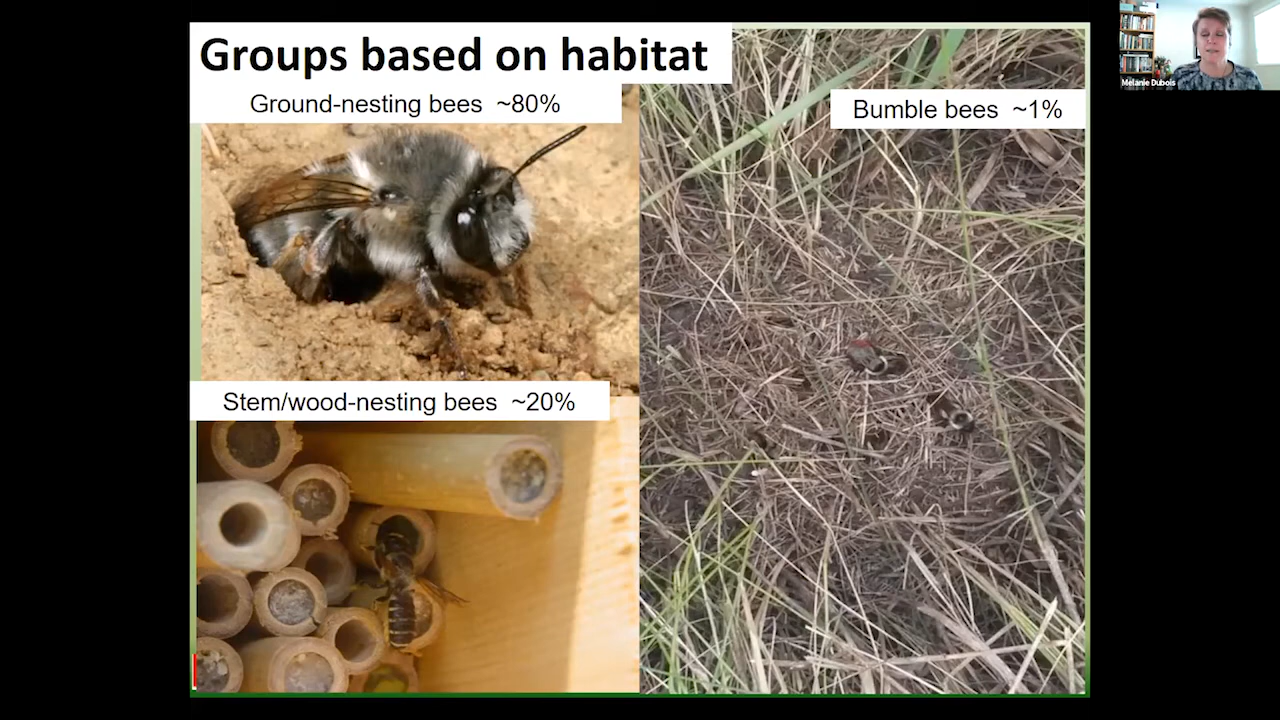 Groups based on habitat
Ground-nesting bees ~80%
Bumble bees ~1%
Stem/wood-nesting bees ~20%
Melanie Dubois